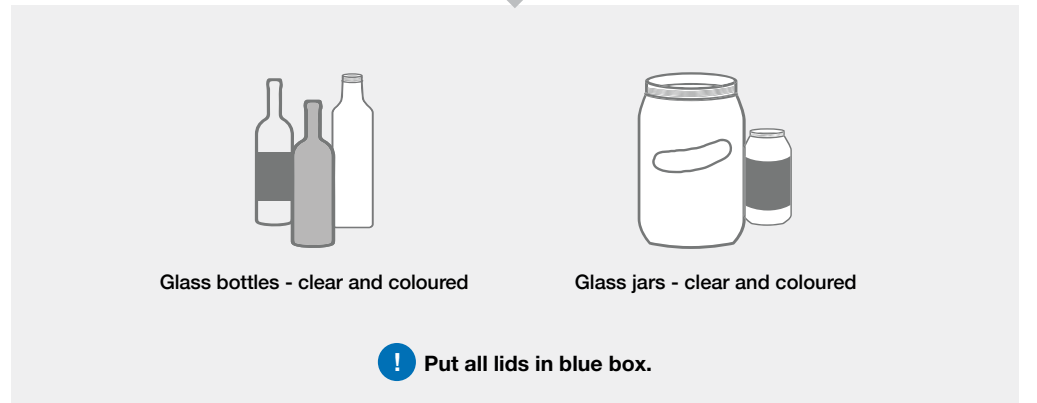 Glass bottles - clear and coloured
Glass jars - clear and coloured
! Put all lids in blue box.